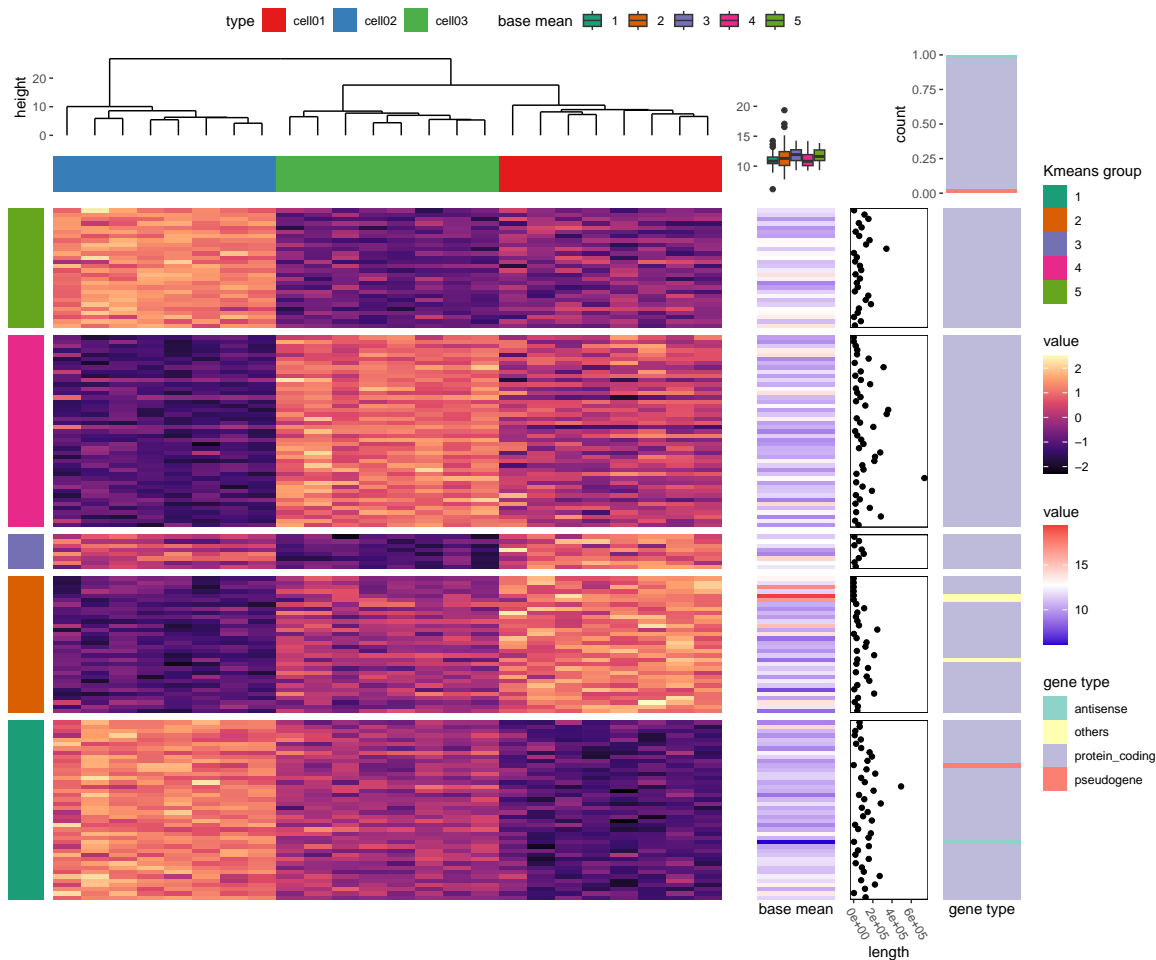 type cell01 cell02 cell03 base mean 1 2 3 4 5
height
20
10
0
20
15
10
count
1.00
0.75
0.50
0.25
0.00
Kmeans group
1
2
3
4
5
value
2
1
0
−1
−2
value
15
10
gene type
antisense
others
protein_coding
pseudogene
base mean
0e+00
2e+05
4e+05
6e+05
length
gene type